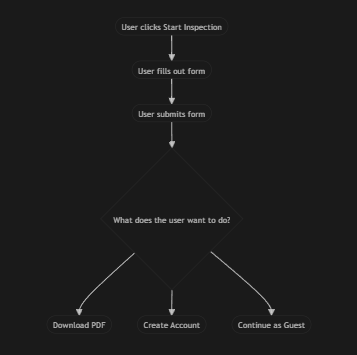 User clicks Start Inspection
User fills out form
User submits form
What does the user want to do?
Download PDF
Create Account
Continue as Guest